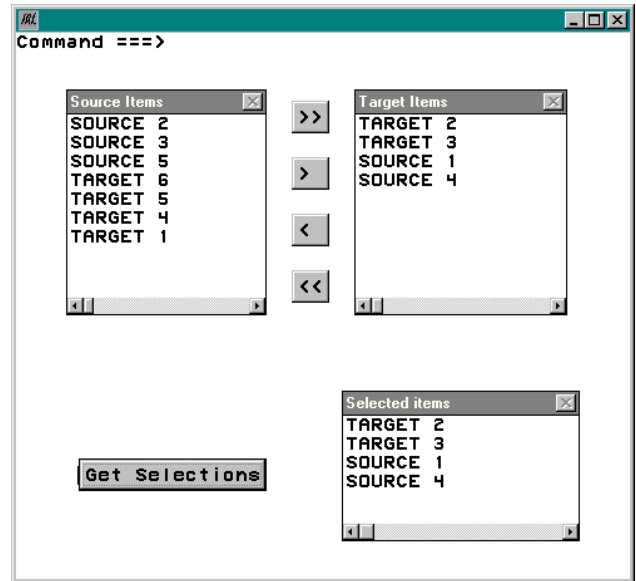 Command ===>
Source Items
SOURCE 2
SOURCE 3
SOURCE 5
TARGET 6
TARGET 5
TARGET 4
TARGET 1
>>
>
<
<<
Target Items
TARGET 2
TARGET 3
SOURCE 1
SOURCE 4
Get Selections
Selected items
TARGET 2
TARGET 3
SOURCE 1
SOURCE 4